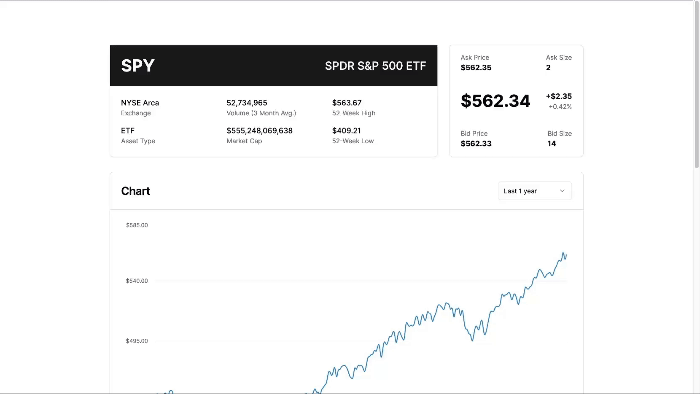 SPY
SPDR S&P 500 ETF
NYSE Arca
Exchange
52,734,965
Volume (3 Month Avg.)
$563.67
52-Week High
ETF
Asset Type
$555,248,069,638
Market Cap
$409.21
52-Week Low
Ask Price
$562.35
Ask Size
2
$562.34
+$2.35
+0.42%
Bid Price
$562.33
Bid Size
14
Chart
Last 1 year
$585.00
$540.00
$495.00